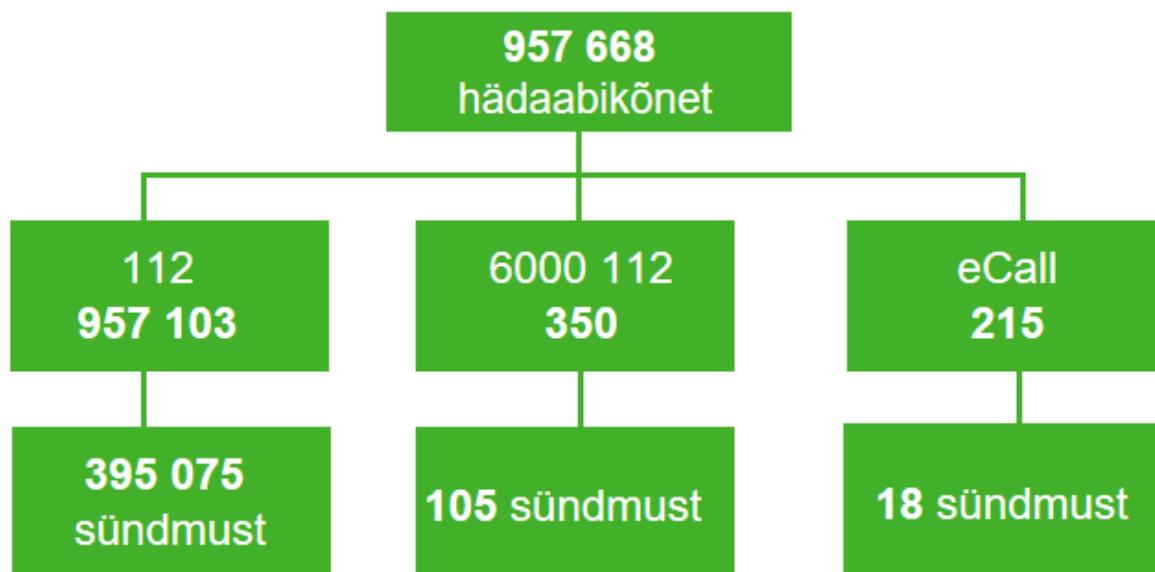 957 668
hädaabikõnet
112
957 103
6000 112
350
eCall
215
395 075
sündmust
105 sündmust
18 sündmust